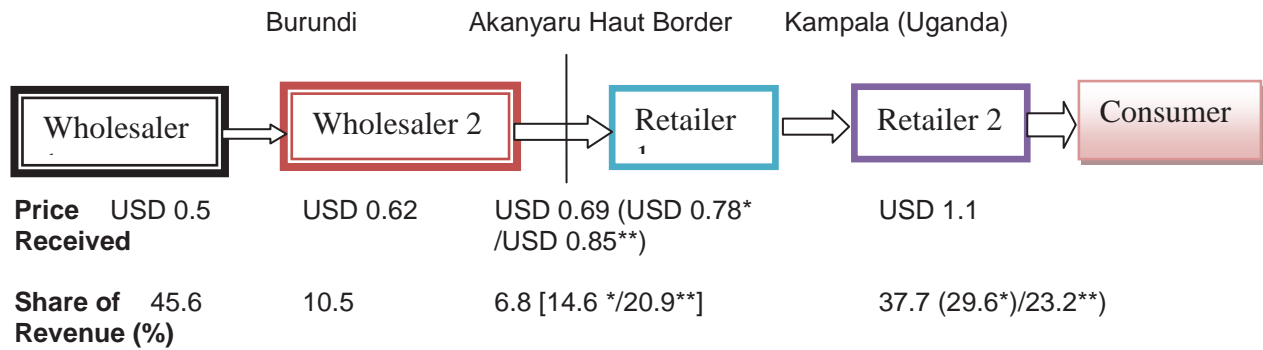 Burundi Akanyaru Haut Border Kampala (Uganda)
Wholesaler
Wholesaler 2
Retailer
Retailer 2
Consumer
Price USD 0.5 USD 0.62 USD 0.69 (USD 0.78* USD 1.1
Received /USD 0.85**)
Share of 45.6 10.5 6.8 [14.6 */20.9**] 37.7 (29.6*)/23.2**)
Revenue (%)